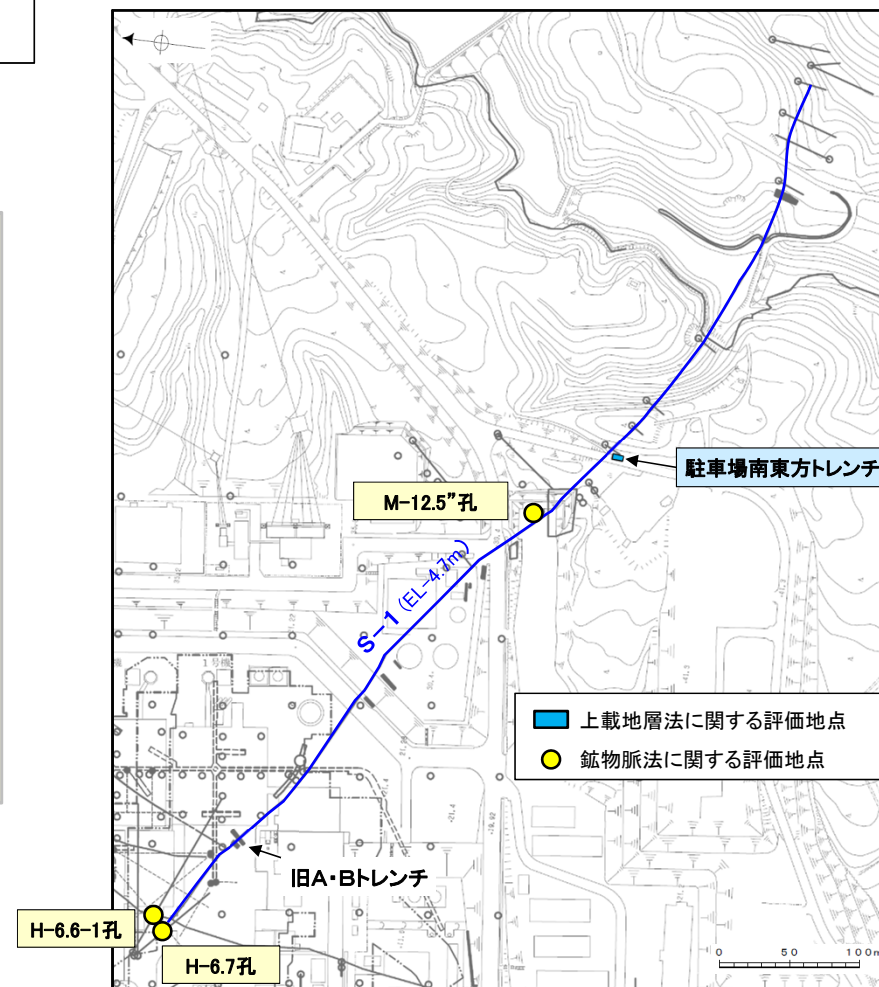 駐車場南東方トレンチ
M-12.5”孔
S-1 (EL-4.7m)
1号機
上載地層法に関する評価地点
鉱物脈法に関する評価地点
旧A・Bトレンチ
H-6.6-1孔
H-6.7孔
0 50 100m